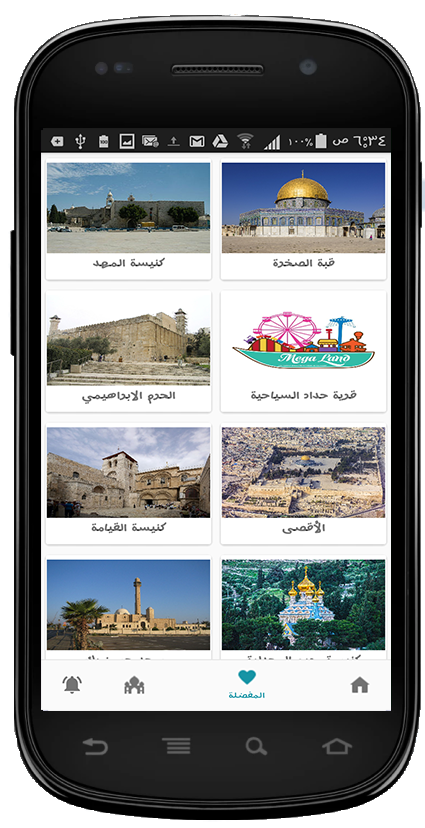 ٦:٣٤ ص ١٠٠%
قبة الصخرة
كنيسة المهد
Mega Land
قرية حداد السياحية
الحرم الإبراهيمي
الأقصى
كنيسة القيامة
المفضلة